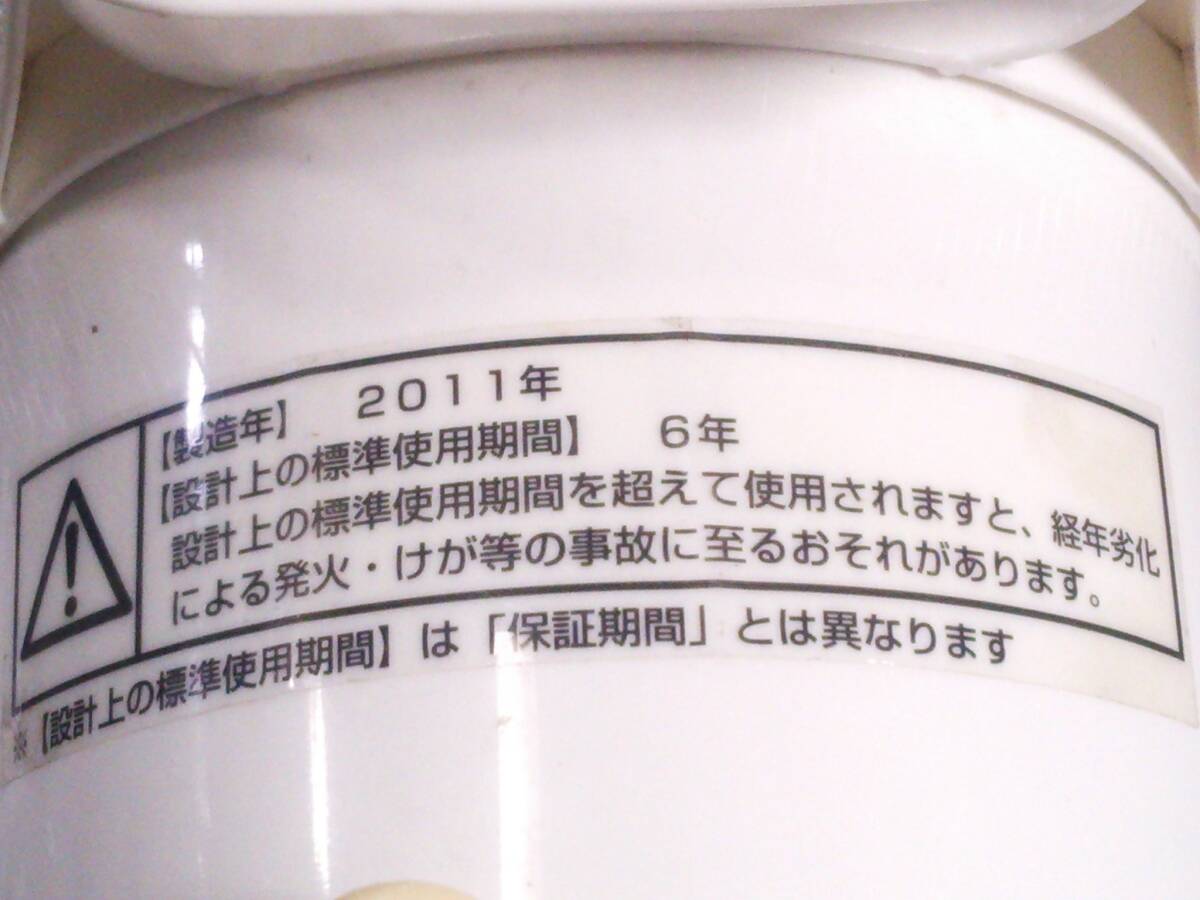 【製造年】 2011年
【設計上の標準使用期間】 6年
設計上の標準使用期間を超えて使用されますと、経年劣化
による発火・けが等の事故に至るおそれがあります。
※【設計上の標準使用期間】は「保証期間」とは異なります